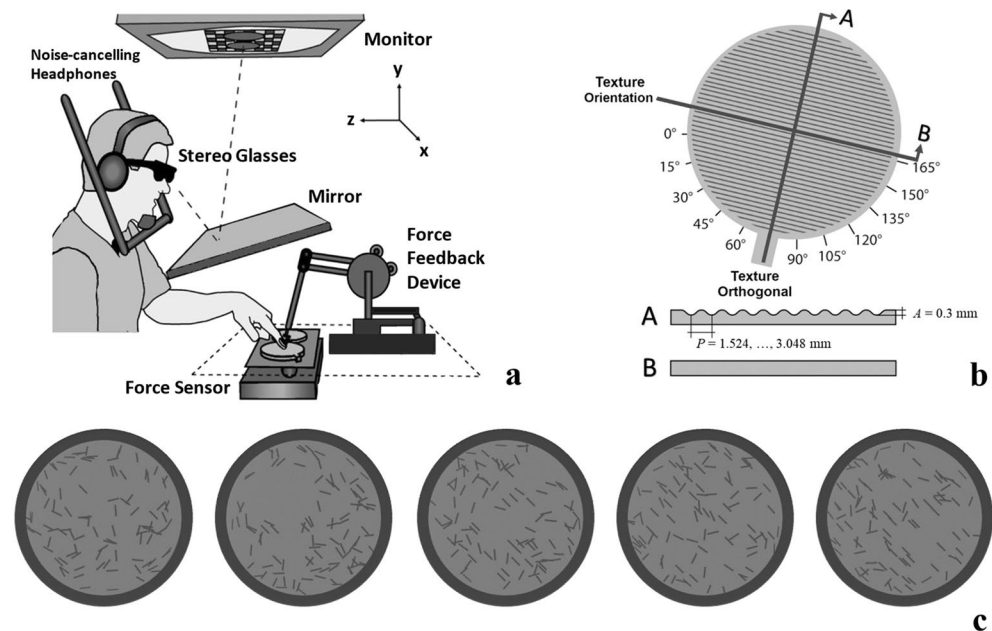 Monitor
Noise-cancelling
Headphones
y
z
x
Stereo Glasses
Mirror
Force
Feedback
Device
Force Sensor
a
A
Texture
Orientation
B
0°
15°
30°
45°
60°
90°
105°
120°
135°
150°
165°
Texture
Orthogonal
A
A = 0.3 mm
P = 1.524, …, 3.048 mm
B
b
c